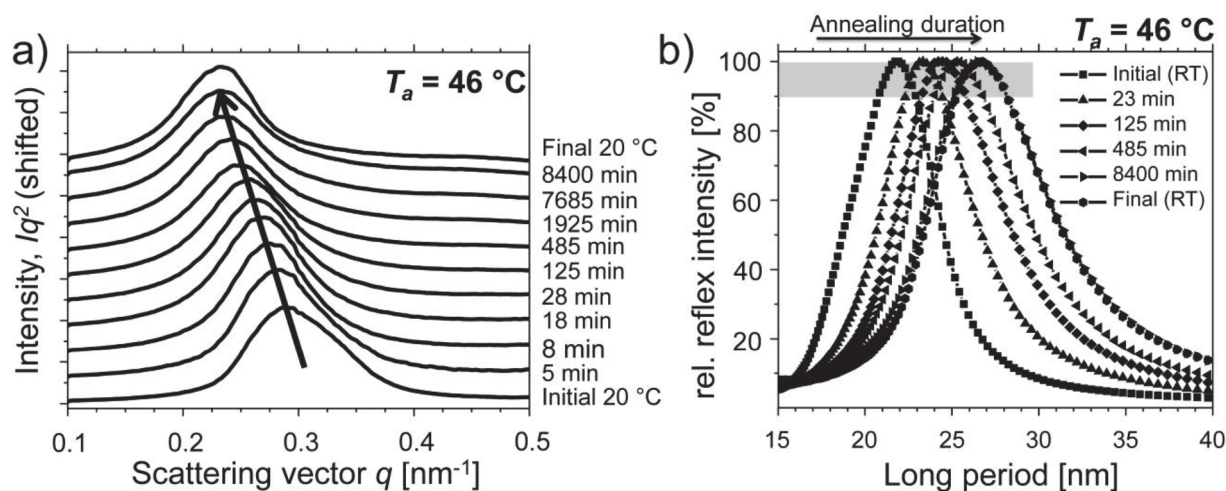 a)
T_a = 46 °C
Intensity, Iq² (shifted)
Final 20 °C
8400 min
7685 min
1925 min
485 min
125 min
28 min
18 min
8 min
5 min
Initial 20 °C
0.1 0.2 0.3 0.4 0.5
Scattering vector q [nm⁻¹]
b)
Annealing duration
T_a = 46 °C
rel. reflex intensity [%]
100
80
60
40
20
Initial (RT)
23 min
125 min
485 min
8400 min
Final (RT)
15 20 25 30 35 40
Long period [nm]